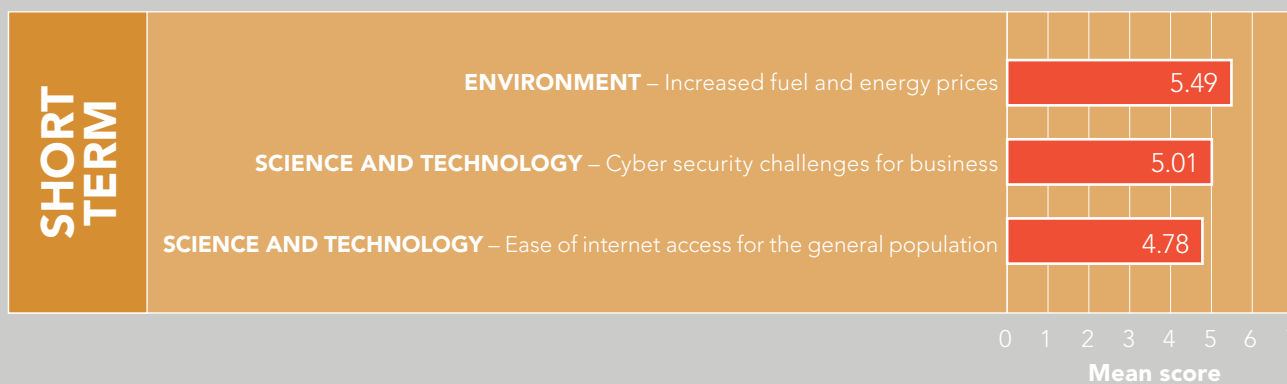 SHORT
TERM
ENVIRONMENT – Increased fuel and energy prices
5.49
SCIENCE AND TECHNOLOGY – Cyber security challenges for business
5.01
SCIENCE AND TECHNOLOGY – Ease of internet access for the general population
4.78
0 1 2 3 4 5 6
Mean score